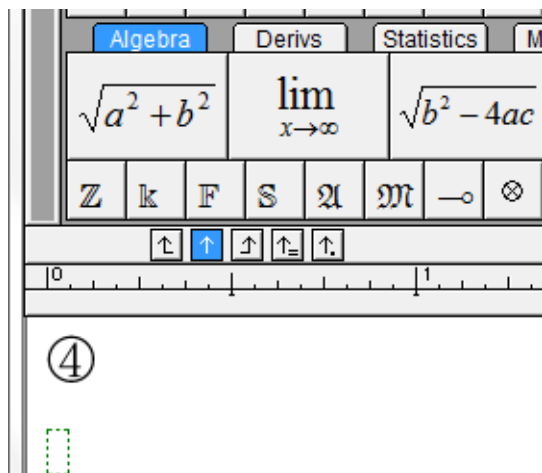 Algebra Derivs Statistics M
√a² + b² lim x→∞ √b² − 4ac
ℤ 𝕜 𝔽 𝕊 𝔄 𝔐 ⊸ ⊗
0 1
④